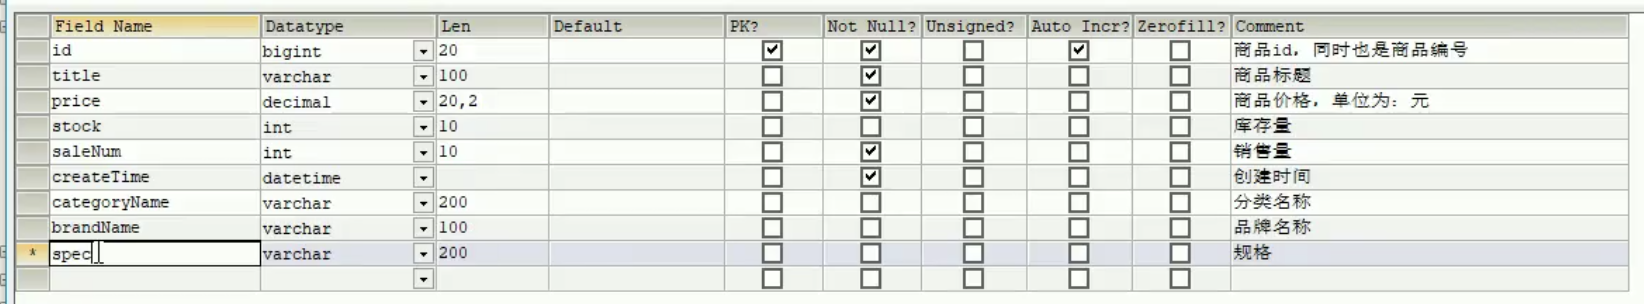 Field Name Datatype Len Default PK? Not Null? Unsigned? Auto Incr? Zerofill? Comment
id bigint 20 商品id，同时也是商品编号
title varchar 100 商品标题
price decimal 20,2 商品价格，单位为：元
stock int 10 库存量
saleNum int 10 销售量
createTime datetime 创建时间
categoryName varchar 200 分类名称
brandName varchar 100 品牌名称
* spec varchar 200 规格